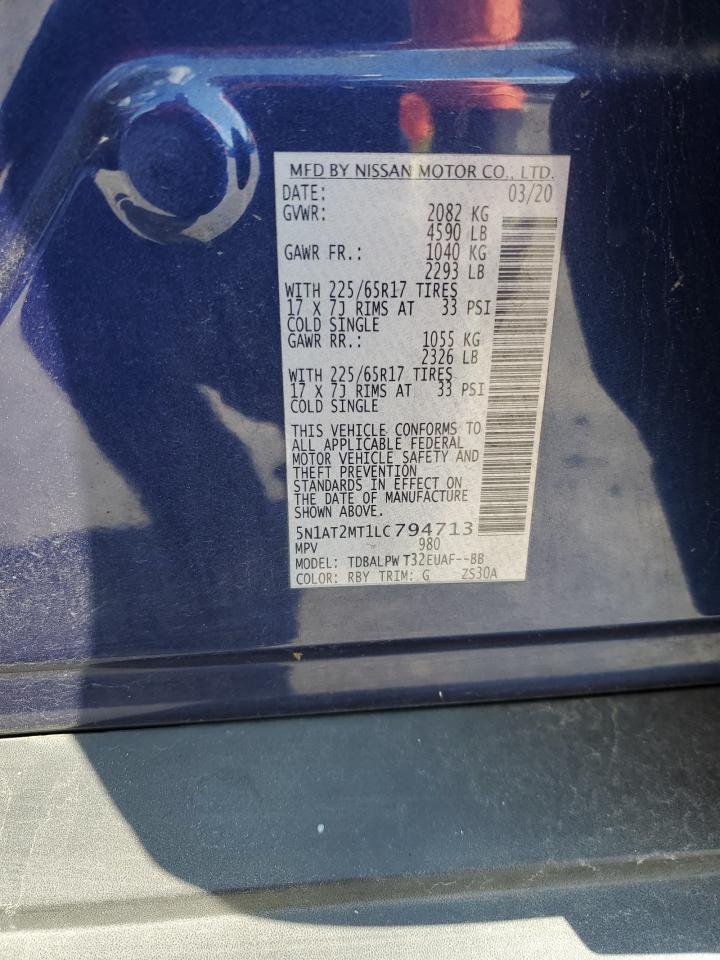 MFD BY NISSAN MOTOR CO., LTD.
DATE: 03/20
GVWR: 2082 KG
4590 LB
GAWR FR.: 1040 KG
2293 LB
WITH 225/65R17 TIRES
17 X 7J RIMS AT 33 PSI
COLD SINGLE
GAWR RR.: 1055 KG
2326 LB
WITH 225/65R17 TIRES
17 X 7J RIMS AT 33 PSI
COLD SINGLE
THIS VEHICLE CONFORMS TO
ALL APPLICABLE FEDERAL
MOTOR VEHICLE SAFETY AND
THEFT PREVENTION
STANDARDS IN EFFECT ON
THE DATE OF MANUFACTURE
SHOWN ABOVE.
5N1AT2MT1LC794713
MPV 980
MODEL: TDBALPW T32EUAF--BB
COLOR: RBY TRIM: G ZS30A